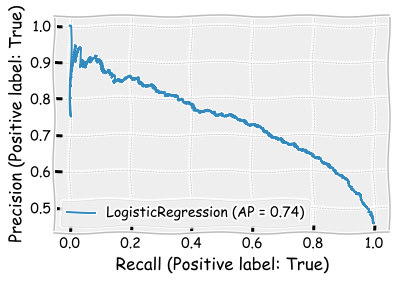 Precision (Positive label: True)
1.0
0.9
0.8
0.7
0.6
0.5
LogisticRegression (AP = 0.74)
0.0 0.2 0.4 0.6 0.8 1.0
Recall (Positive label: True)